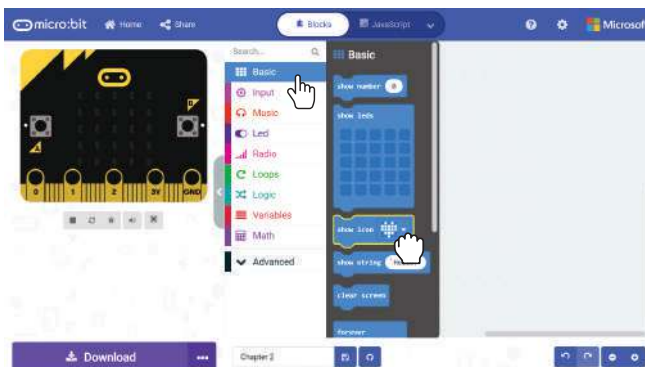 micro:bit Home Share Blocks JavaScript Microsof
Search...
Basic
Input
Music
Led
Radio
Loops
Logic
Variables
Math
Advanced
Basic
show number 0
show leds
show icon
show string
clear screen
forever
B
A
0 1 2 3V GND
Download ••• Chapter 2